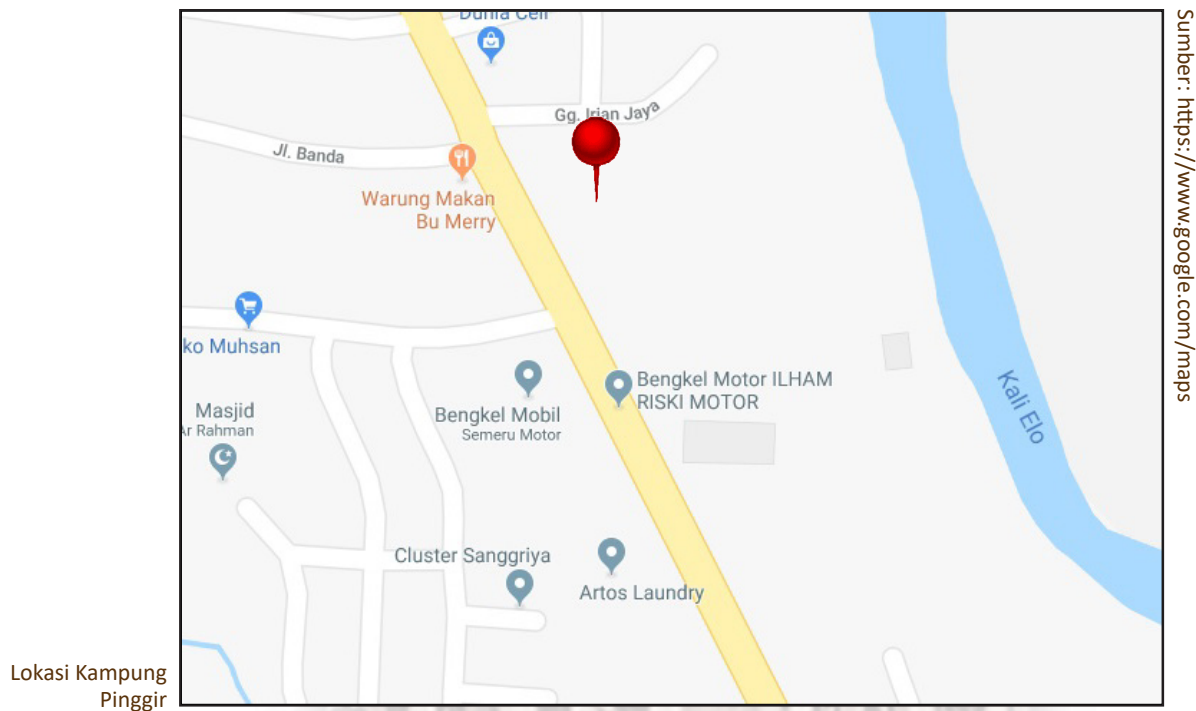 Dunia Cell
Gg. Irian Jaya
Jl. Banda
Warung Makan
Bu Merry
ko Muhsan
Bengkel Motor ILHAM
RISKI MOTOR
Bengkel Mobil
Semeru Motor
Masjid
Ar Rahman
Kali Elo
Cluster Sanggriya
Artos Laundry
Lokasi Kampung
Pinggir
Sumber: https://www.google.com/maps